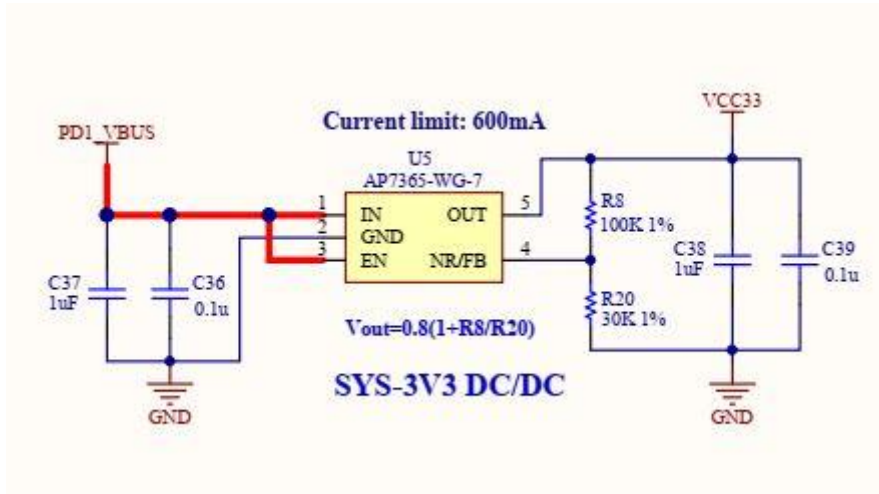 Current limit: 600mA
PD1_VBUS
VCC33
U5
AP7365-WG-7
1
IN
OUT
5
2
GND
3
EN
NR/FB
4
R8
100K 1%
C37
1uF
C36
0.1u
R20
30K 1%
C38
1uF
C39
0.1u
Vout=0.8(1+R8/R20)
SYS-3V3 DC/DC
GND
GND